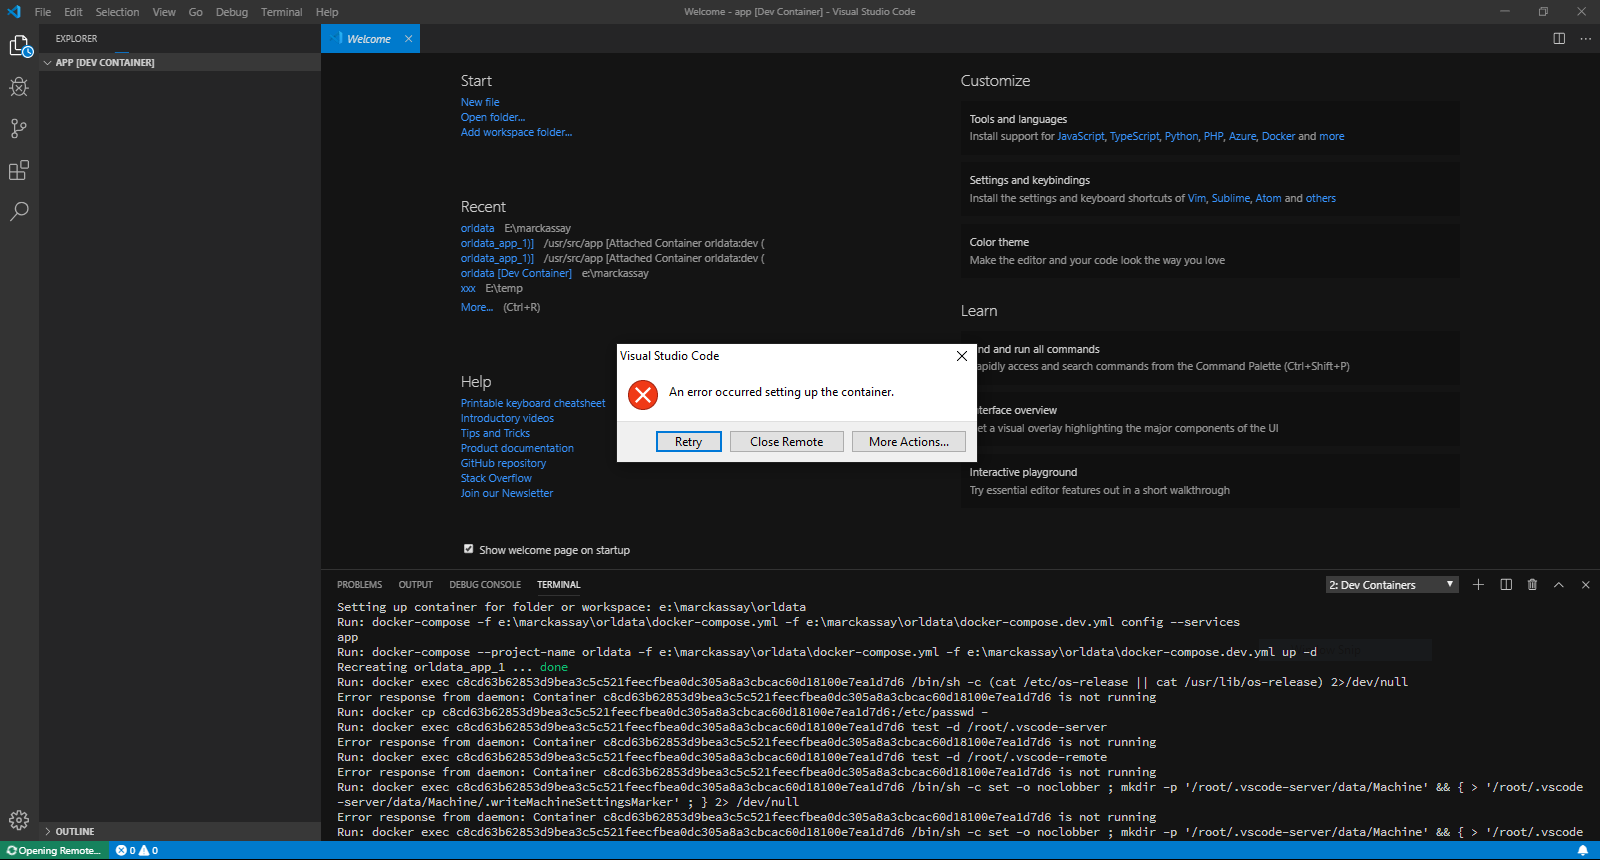 File Edit Selection View Go Debug Terminal Help
Welcome - app [Dev Container] - Visual Studio Code
EXPLORER
APP [DEV CONTAINER]
Welcome
Start
New file
Open folder...
Add workspace folder...
Recent
orldata E:\marckassay
orldata_app_1)] /usr/src/app [Attached Container orldata:dev (
orldata_app_1)] /usr/src/app [Attached Container orldata:dev (
orldata [Dev Container] e:\marckassay
xxx E:\temp
More... (Ctrl+R)
Help
Printable keyboard cheatsheet
Introductory videos
Tips and Tricks
Product documentation
GitHub repository
Stack Overflow
Join our Newsletter
Show welcome page on startup
Customize
Tools and languages
Install support for JavaScript, TypeScript, Python, PHP, Azure, Docker and more
Settings and keybindings
Install the settings and keyboard shortcuts of Vim, Sublime, Atom and others
Color theme
Make the editor and your code look the way you love
Learn
nd and run all commands
apidly access and search commands from the Command Palette (Ctrl+Shift+P)
nterface overview
et a visual overlay highlighting the major components of the UI
Interactive playground
Try essential editor features out in a short walkthrough
Visual Studio Code
An error occurred setting up the container.
Retry
Close Remote
More Actions...
PROBLEMS OUTPUT DEBUG CONSOLE TERMINAL
2: Dev Containers
Setting up container for folder or workspace: e:\marckassay\orldata
Run: docker-compose -f e:\marckassay\orldata\docker-compose.yml -f e:\marckassay\orldata\docker-compose.dev.yml config --services
app
Run: docker-compose --project-name orldata -f e:\marckassay\orldata\docker-compose.yml -f e:\marckassay\orldata\docker-compose.dev.yml up -d
Recreating orldata_app_1 ... done
Run: docker exec c8cd63b62853d9bea3c5c521feecfbea0dc305a8a3cbcac60d18100e7ea1d7d6 /bin/sh -c (cat /etc/os-release || cat /usr/lib/os-release) 2>/dev/null
Error response from daemon: Container c8cd63b62853d9bea3c5c521feecfbea0dc305a8a3cbcac60d18100e7ea1d7d6 is not running
Run: docker cp c8cd63b62853d9bea3c5c521feecfbea0dc305a8a3cbcac60d18100e7ea1d7d6:/etc/passwd -
Run: docker exec c8cd63b62853d9bea3c5c521feecfbea0dc305a8a3cbcac60d18100e7ea1d7d6 test -d /root/.vscode-server
Error response from daemon: Container c8cd63b62853d9bea3c5c521feecfbea0dc305a8a3cbcac60d18100e7ea1d7d6 is not running
Run: docker exec c8cd63b62853d9bea3c5c521feecfbea0dc305a8a3cbcac60d18100e7ea1d7d6 test -d /root/.vscode-remote
Error response from daemon: Container c8cd63b62853d9bea3c5c521feecfbea0dc305a8a3cbcac60d18100e7ea1d7d6 is not running
Run: docker exec c8cd63b62853d9bea3c5c521feecfbea0dc305a8a3cbcac60d18100e7ea1d7d6 /bin/sh -c set -o noclobber ; mkdir -p '/root/.vscode-server/data/Machine' && { > '/root/.vscode
-server/data/Machine/.writeMachineSettingsMarker' ; } 2> /dev/null
Error response from daemon: Container c8cd63b62853d9bea3c5c521feecfbea0dc305a8a3cbcac60d18100e7ea1d7d6 is not running
Run: docker exec c8cd63b62853d9bea3c5c521feecfbea0dc305a8a3cbcac60d18100e7ea1d7d6 /bin/sh -c set -o noclobber ; mkdir -p '/root/.vscode-server/data/Machine' && { > '/root/.vscode
OUTLINE
Opening Remote... 0 0